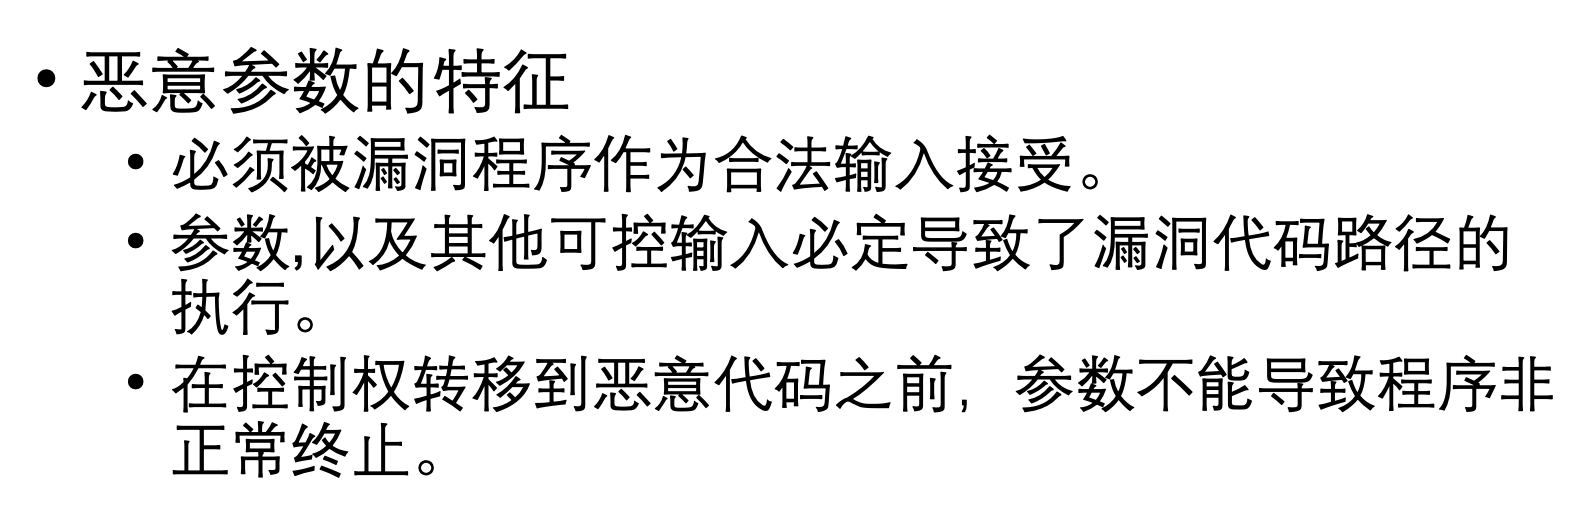 • 恶意参数的特征
• 必须被漏洞程序作为合法输入接受。
• 参数,以及其他可控输入必定导致了漏洞代码路径的
执行。
• 在控制权转移到恶意代码之前，参数不能导致程序非
正常终止。